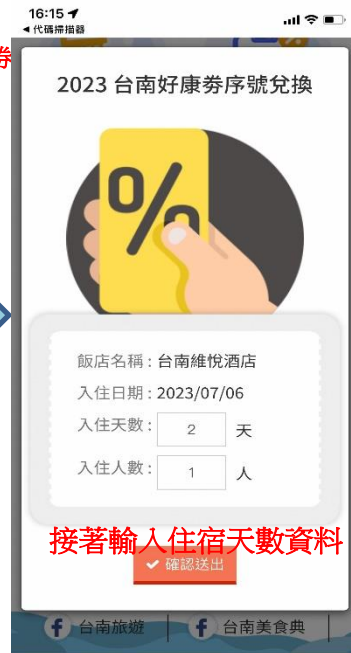 16:15
◀ 代碼掃描器
券
2023 台南好康券序號兌換
%
飯店名稱 : 台南維悅酒店
入住日期 : 2023/07/06
入住天數 : 2 天
入住人數 : 1 人
接著輸入住宿天數資料
✔ 確認送出
台南旅遊 台南美食典